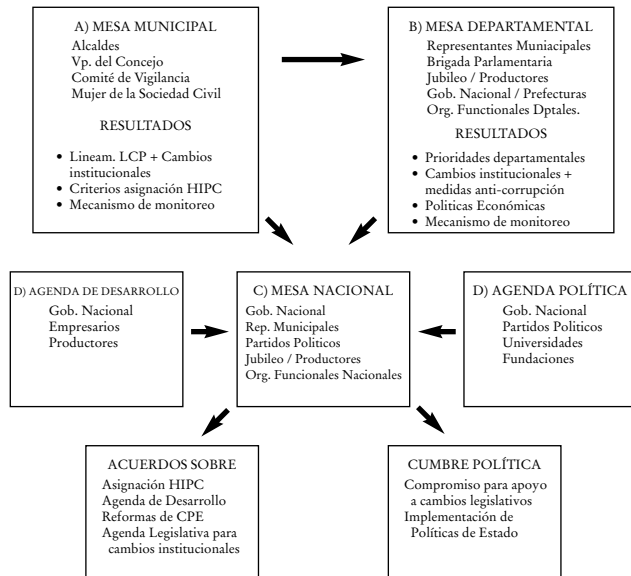 A) MESA MUNICIPAL
Alcaldes
Vp. del Concejo
Comité de Vigilancia
Mujer de la Sociedad Civil
RESULTADOS
• Lineam. LCP + Cambios
institucionales
• Criterios asignación HIPC
• Mecanismo de monitoreo
B) MESA DEPARTAMENTAL
Representantes Muniacipales
Brigada Parlamentaria
Jubileo / Productores
Gob. Nacional / Prefecturas
Org. Functionales Dptales.
RESULTADOS
• Prioridades departamentales
• Cambios institucionales +
medidas anti-corrupción
• Politicas Económicas
• Mecanismo de monitoreo
D) AGENDA DE DESARROLLO
Gob. Nacional
Empresarios
Productores
C) MESA NACIONAL
Gob. Nacional
Rep. Municipales
Partidos Politicos
Jubileo / Productores
Org. Funcionales Nacionales
D) AGENDA POLÍTICA
Gob. Nacional
Partidos Politicos
Universidades
Fundaciones
ACUERDOS SOBRE
Asignación HIPC
Agenda de Desarrollo
Reformas de CPE
Agenda Legislativa para
cambios institucionales
CUMBRE POLÍTICA
Compromiso para apoyo
a cambios legislativos
Implementación de
Políticas de Estado